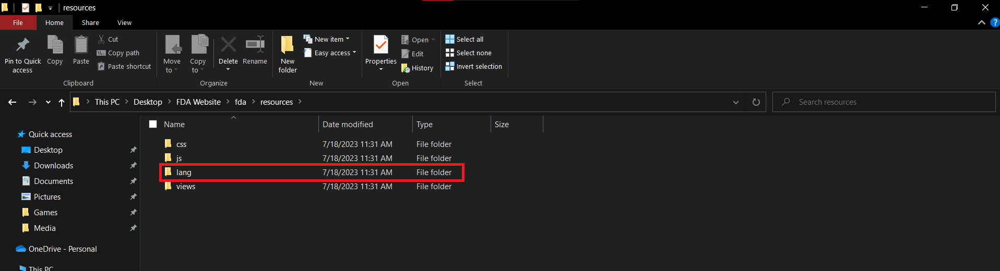 resources
File Home Share View
Pin to Quick access
Copy
Paste
Cut
Copy path
Paste shortcut
Clipboard
Move to
Copy to
Delete
Rename
Organize
New folder
New item
Easy access
New
Properties
Open
Edit
History
Open
Select all
Select none
Invert selection
Select
This PC > Desktop > FDA Website > fda > resources >
Search resources
Name Date modified Type Size
css 7/18/2023 11:31 AM File folder
js 7/18/2023 11:31 AM File folder
lang 7/18/2023 11:31 AM File folder
views 7/18/2023 11:31 AM File folder
Quick access
Desktop
Downloads
Documents
Pictures
Games
Media
OneDrive - Personal
This PC